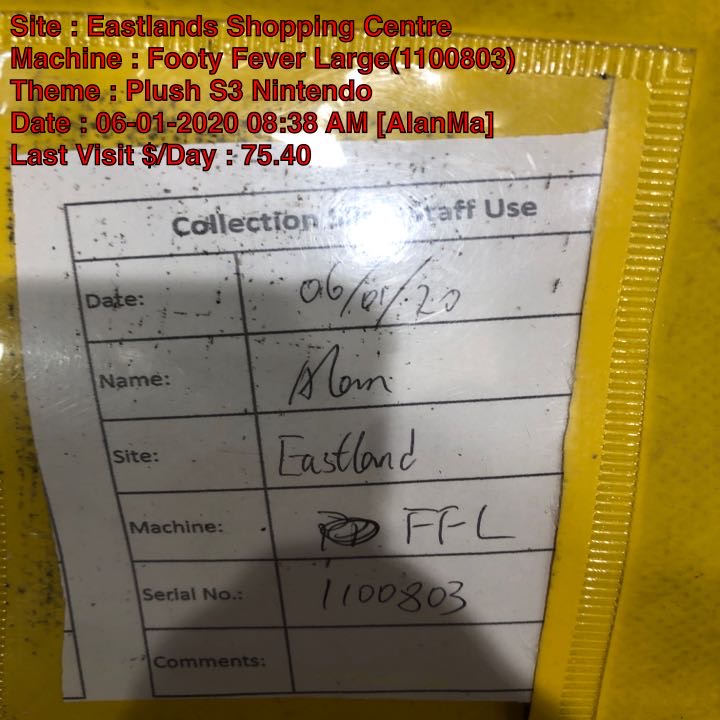 Site : Eastlands Shopping Centre
Machine : Footy Fever Large(1100803)
Theme : Plush S3 Nintendo
Date : 06-01-2020 08:38 AM [AlanMa]
Last Visit $/Day : 75.40
Collection Staff Use
Date: 06/01/20
Name: Alan
Site: Eastland
Machine: FFL
Serial No.: 1100803
Comments: